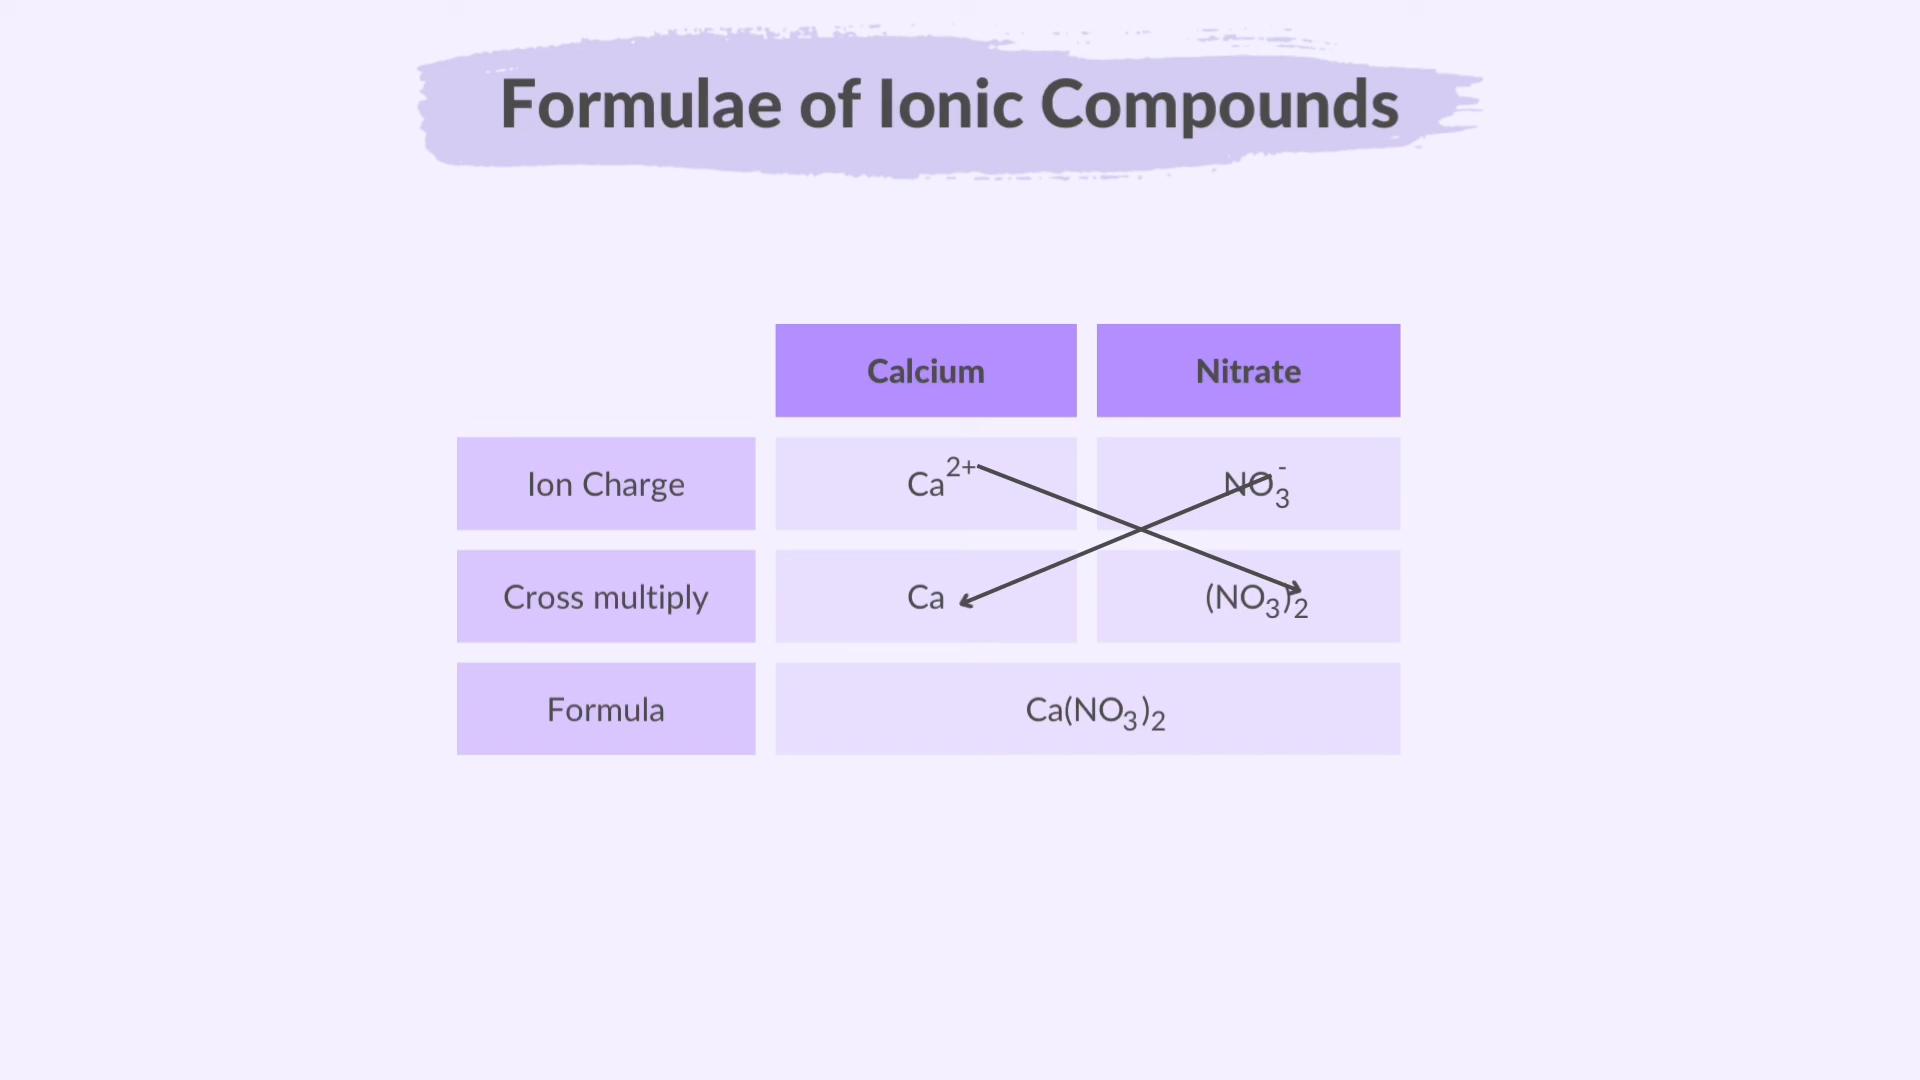 Formulae of Ionic Compounds
Calcium Nitrate
Ion Charge Ca²⁺ NO₃⁻
Cross multiply Ca (NO₃)₂
Formula Ca(NO₃)₂